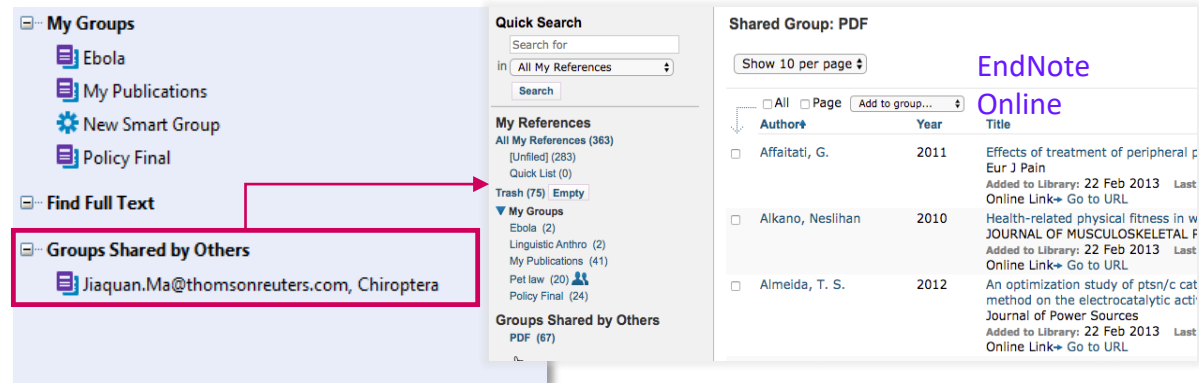 My Groups
Ebola
My Publications
New Smart Group
Policy Final
Find Full Text
Groups Shared by Others
Jiaquan.Ma@thomsonreuters.com, Chiroptera
Quick Search
Search for
in All My References
Search
My References
All My References (363)
[Unfiled] (283)
Quick List (0)
Trash (75) Empty
My Groups
Ebola (2)
Linguistic Anthro (2)
My Publications (41)
Pet law (20)
Policy Final (24)
Groups Shared by Others
PDF (67)
Shared Group: PDF
Show 10 per page
EndNote
Online
All Page Add to group...
Author Year Title
Affaitati, G. 2011 Effects of treatment of peripheral p
Eur J Pain
Added to Library: 22 Feb 2013 Last
Online Link→ Go to URL
Alkano, Neslihan 2010 Health-related physical fitness in w
JOURNAL OF MUSCULOSKELETAL P
Added to Library: 22 Feb 2013 Last
Online Link→ Go to URL
Almeida, T. S. 2012 An optimization study of ptsn/c cat
method on the electrocatalytic acti
Journal of Power Sources
Added to Library: 22 Feb 2013 Last
Online Link→ Go to URL